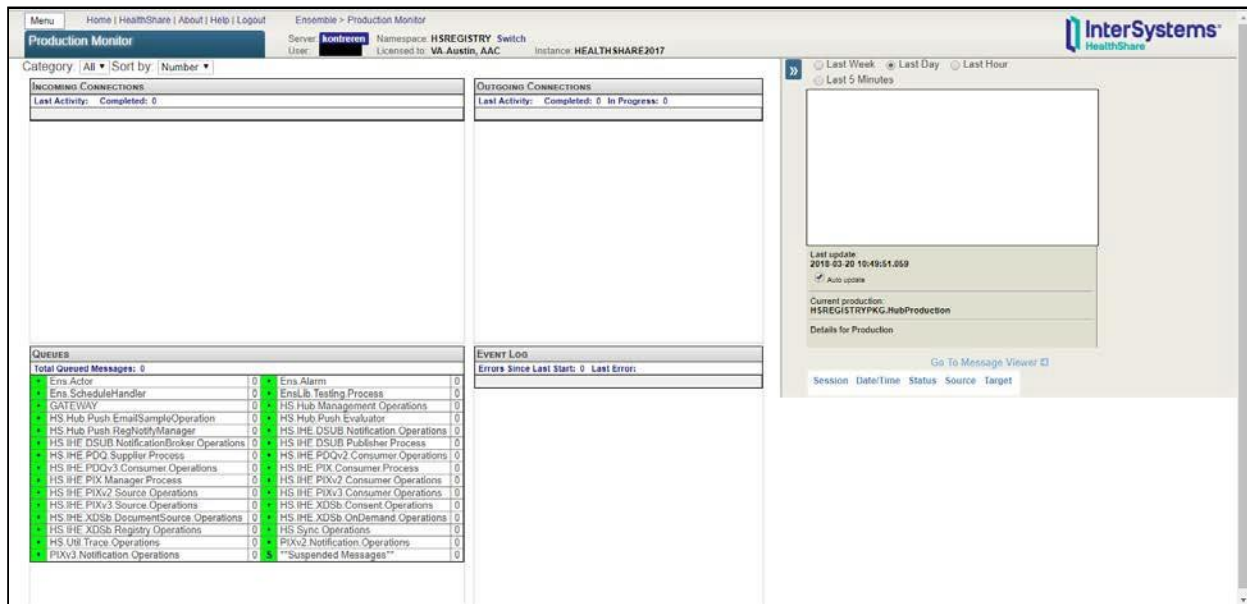 Menu Home | HealthShare | About | Help | Logout Ensemble > Production Monitor
Production Monitor
Server: kontreren Namespace: HSREGISTRY Switch
User: Licensed to: VA-Austin, AAC Instance: HEALTHSHARE2017
InterSystems®
HealthShare
Category: All Sort by: Number
» Last Week Last Day Last Hour
Last 5 Minutes
INCOMING CONNECTIONS
Last Activity: Completed: 0
OUTGOING CONNECTIONS
Last Activity: Completed: 0 In Progress: 0
Last update:
2018-03-20 10:49:51.059
Auto update
Current production:
HSREGISTRYPKG.HubProduction
Details for Production
Go To Message Viewer
Session Date/Time Status Source Target
QUEUES
Total Queued Messages: 0
Ens.Actor 0 Ens.Alarm 0
Ens.ScheduleHandler 0 EnsLib.Testing.Process 0
GATEWAY 0 HS.Hub.Management.Operations 0
HS.Hub.Push.EmailSampleOperation 0 HS.Hub.Push.Evaluator 0
HS.Hub.Push.RegNotifyManager 0 HS.IHE.DSUB.Notification.Operations 0
HS.IHE.DSUB.NotificationBroker.Operations 0 HS.IHE.DSUB.Publisher.Process 0
HS.IHE.PDQ.Supplier.Process 0 HS.IHE.PDQv2.Consumer.Operations 0
HS.IHE.PDQv3.Consumer.Operations 0 HS.IHE.PIX.Consumer.Process 0
HS.IHE.PIX.Manager.Process 0 HS.IHE.PIXv2.Consumer.Operations 0
HS.IHE.PIXv2.Source.Operations 0 HS.IHE.PIXv3.Consumer.Operations 0
HS.IHE.PIXv3.Source.Operations 0 HS.IHE.XDSb.Consent.Operations 0
HS.IHE.XDSb.DocumentSource.Operations 0 HS.IHE.XDSb.OnDemand.Operations 0
HS.IHE.XDSb.Registry.Operations 0 HS.Sync.Operations 0
HS.Util.Trace.Operations 0 PIXv2.Notification.Operations 0
PIXv3.Notification.Operations 0 S **Suspended Messages** 0
EVENT LOG
Errors Since Last Start: 0 Last Error: